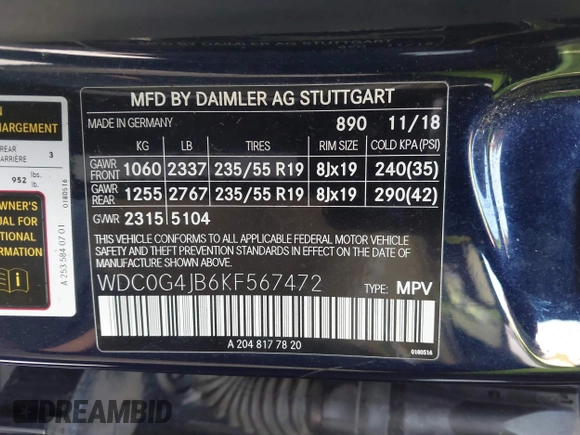 MFD BY DAIMLER AG STUTTGART
MADE IN GERMANY 890 11/18
KG LB TIRES RIM SIZE COLD KPA (PSI)
GAWR FRONT 1060 2337 235/55 R19 8Jx19 240(35)
GAWR REAR 1255 2767 235/55 R19 8Jx19 290(42)
GVWR 2315 5104
THIS VEHICLE CONFORMS TO ALL APPLICABLE FEDERAL MOTOR VEHICLE
SAFETY AND THEFT PREVENTION STANDARDS IN EFFECT ON THE DATE
OF MANUFACTURE SHOWN ABOVE.
WDC0G4JB6KF567472 TYPE: MPV
A 204 817 78 20
0180516
HARGEMENT
REAR
ARRIÈRE 3
952 lbs.
lb.
0180516
OWNER'S
UAL FOR
TIONAL
RMATION
A 253 584 07 01
DREAMBID